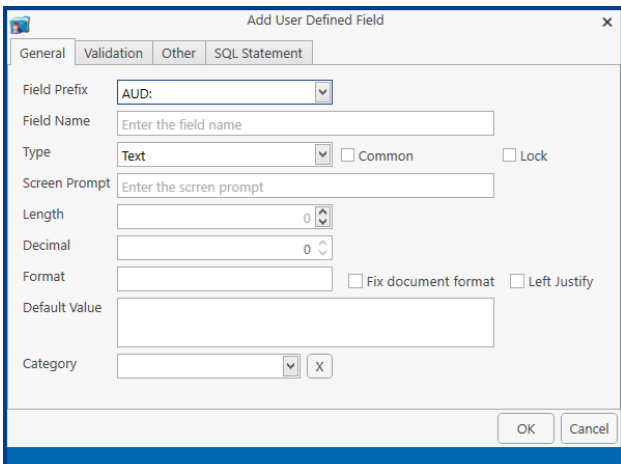 Add User Defined Field
General Validation Other SQL Statement
Field Prefix AUD:
Field Name Enter the field name
Type Text Common Lock
Screen Prompt Enter the scrren prompt
Length 0
Decimal 0
Format Fix document format Left Justify
Default Value
Category X
OK Cancel